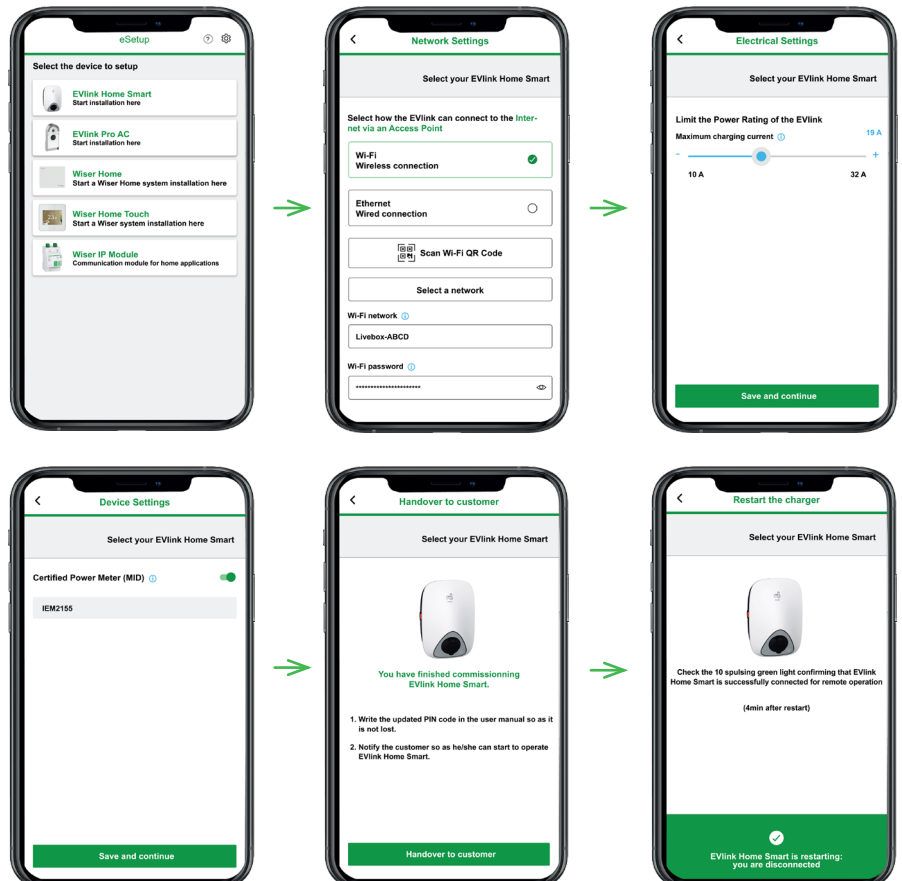 eSetup
?
Select the device to setup
EVlink Home Smart
Start installation here
EVlink Pro AC
Start installation here
Wiser Home
Start a Wiser Home system installation here
Wiser Home Touch
Start a Wiser system installation here
Wiser IP Module
Communication module for home applications
Network Settings
Select your EVlink Home Smart
Select how the EVlink can connect to the Inter-
net via an Access Point
Wi-Fi
Wireless connection
Ethernet
Wired connection
Scan Wi-Fi QR Code
Select a network
Wi-Fi network i
Livebox-ABCD
Wi-Fi password i
**********************
Electrical Settings
Select your EVlink Home Smart
Limit the Power Rating of the EVlink
Maximum charging current i 19 A
- +
10 A 32 A
Save and continue
Device Settings
Select your EVlink Home Smart
Certified Power Meter (MID) i
IEM2155
Save and continue
Handover to customer
Select your EVlink Home Smart
You have finished commissionning
EVlink Home Smart.
1. Write the updated PIN code in the user manual so as it
is not lost.
2. Notify the customer so as he/she can start to operate
EVlink Home Smart.
Handover to customer
Restart the charger
Select your EVlink Home Smart
Check the 10 spulsing green light confirming that EVlink
Home Smart is successfully connected for remote operation
(4min after restart)
EVlink Home Smart is restarting:
you are disconnected